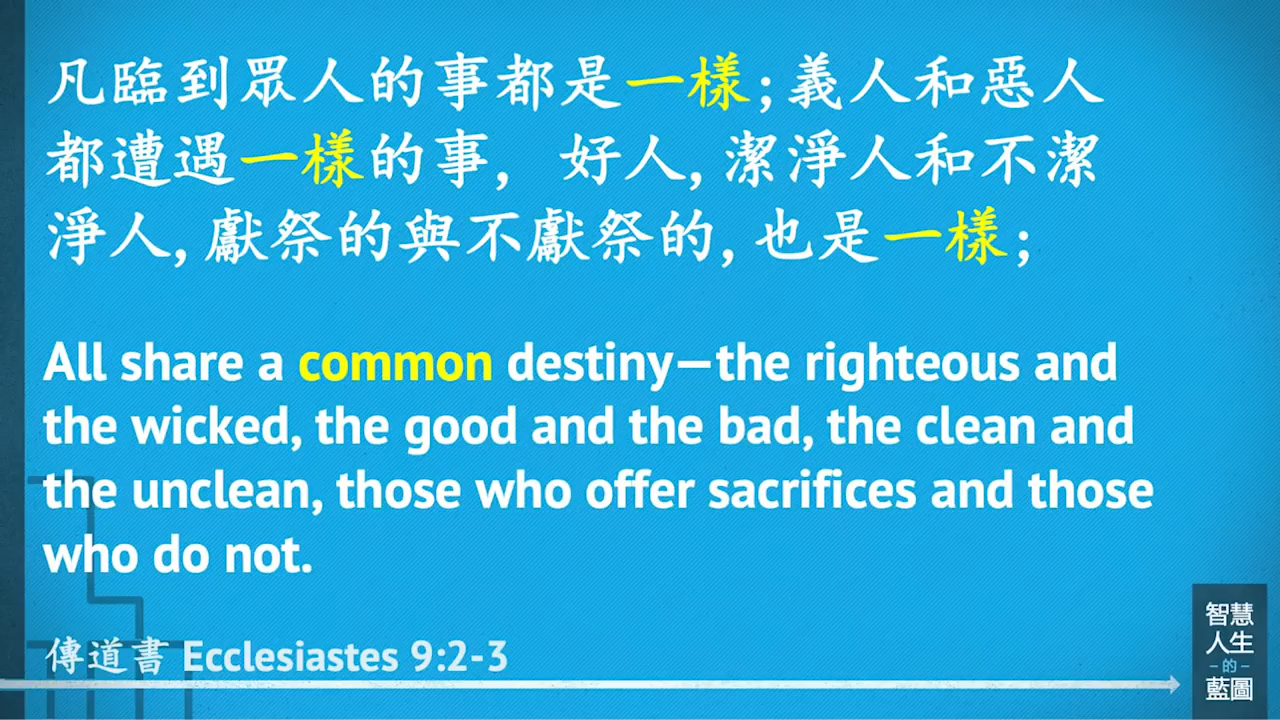 凡臨到眾人的事都是一樣;義人和惡人
都遭遇一樣的事, 好人,潔淨人和不潔
淨人,獻祭的與不獻祭的,也是一樣;
All share a common destiny—the righteous and
the wicked, the good and the bad, the clean and
the unclean, those who offer sacrifices and those
who do not.
傳道書 Ecclesiastes 9:2-3
智慧
人生
–的–
藍圖